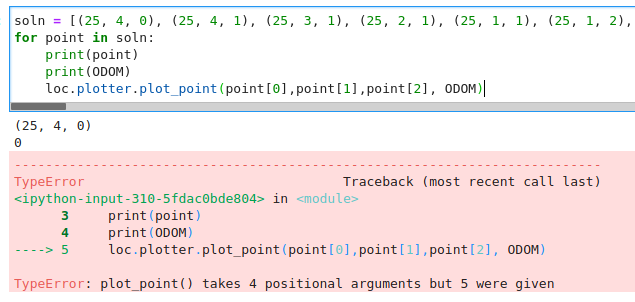 soln = [(25, 4, 0), (25, 4, 1), (25, 3, 1), (25, 2, 1), (25, 1, 1), (25, 1, 2),
for point in soln:
    print(point)
    print(ODOM)
    loc.plotter.plot_point(point[0],point[1],point[2], ODOM)
(25, 4, 0)
0
---------------------------------------------------------------------------
TypeError                                 Traceback (most recent call last)
<ipython-input-310-5fdac0bde804> in <module>
      3     print(point)
      4     print(ODOM)
----> 5     loc.plotter.plot_point(point[0],point[1],point[2], ODOM)
TypeError: plot_point() takes 4 positional arguments but 5 were given